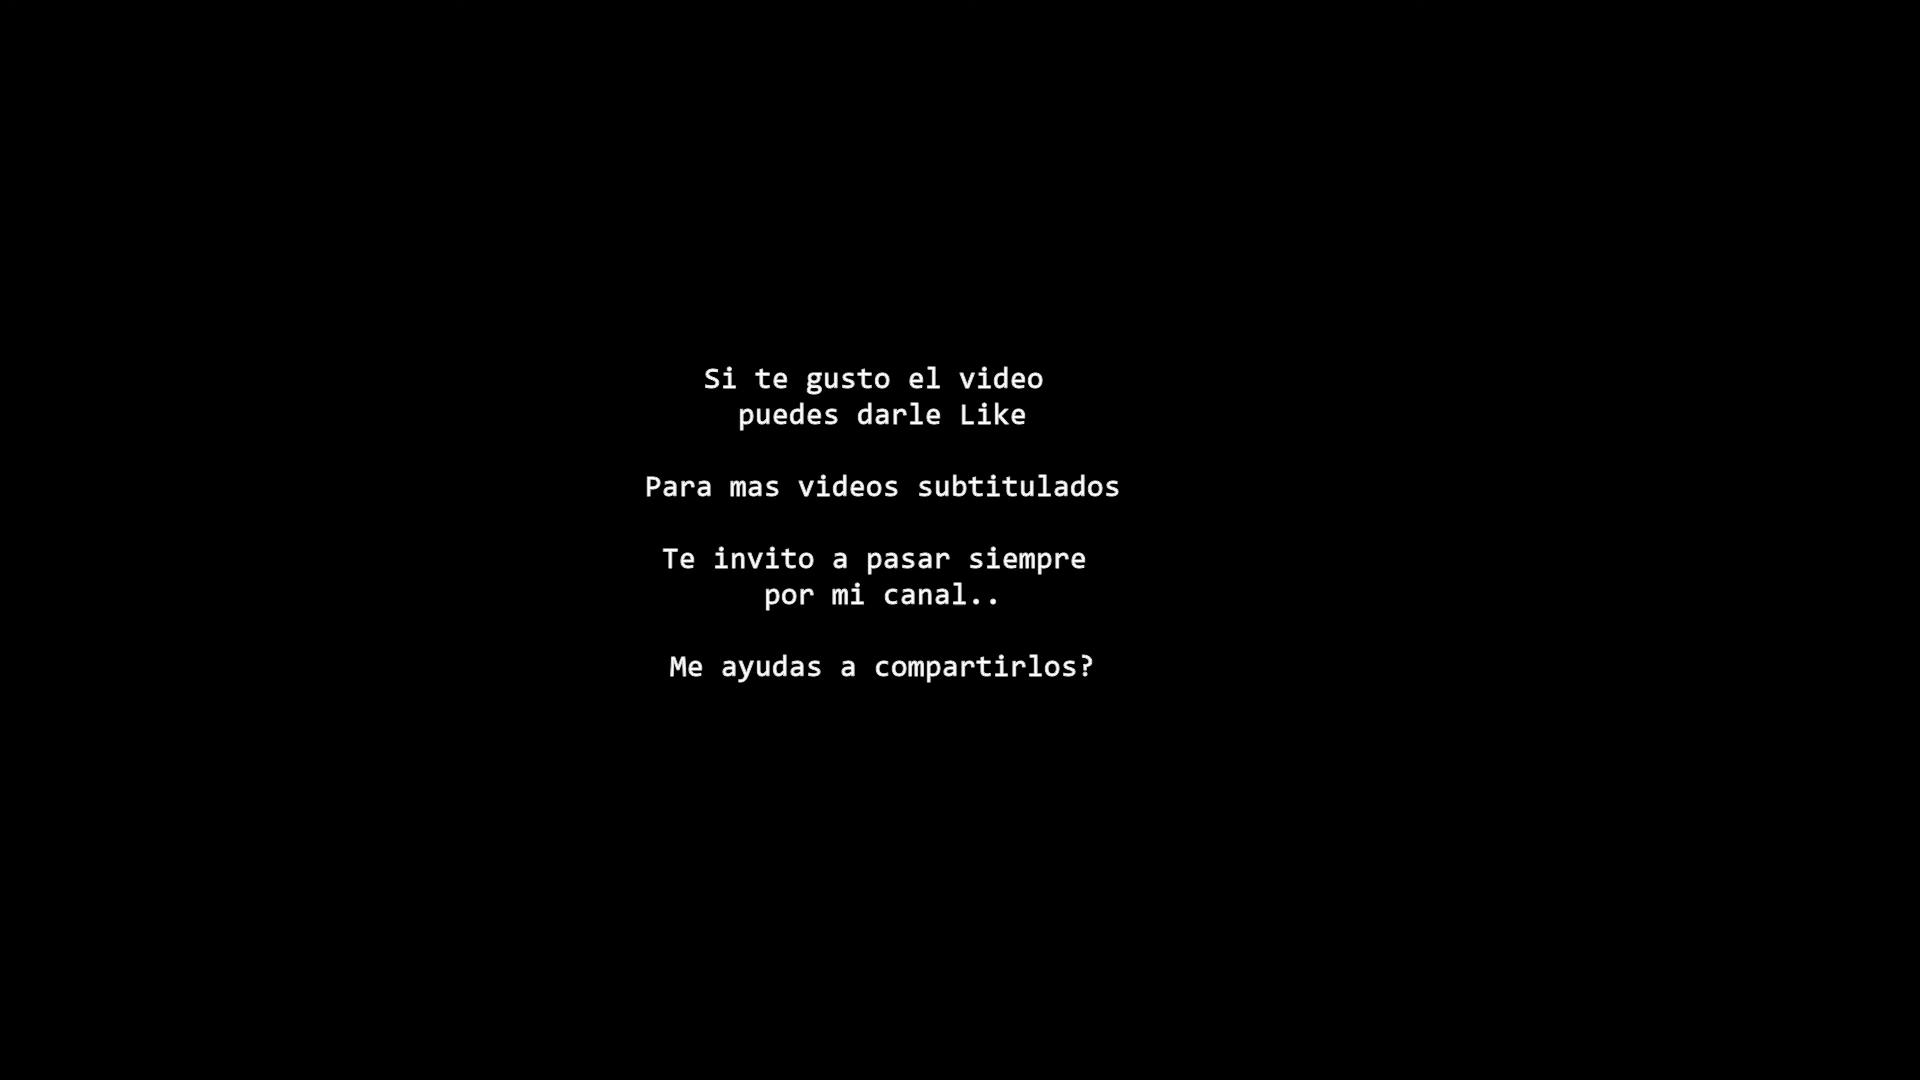 Si te gusto el video
puedes darle Like
Para mas videos subtitulados
Te invito a pasar siempre
por mi canal..
Me ayudas a compartirlos?